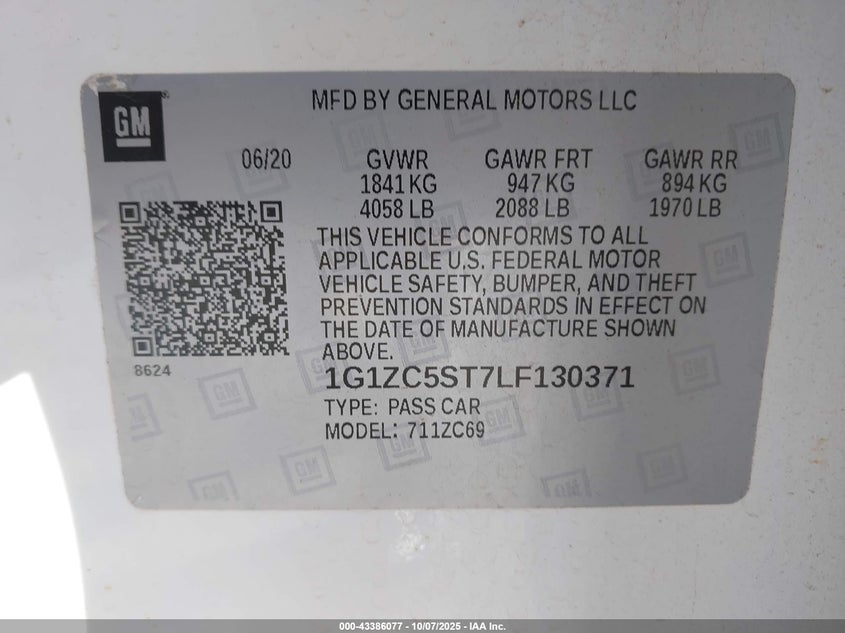 GM
MFD BY GENERAL MOTORS LLC
06/20 GVWR GAWR FRT GAWR RR
1841 KG 947 KG 894 KG
4058 LB 2088 LB 1970 LB
THIS VEHICLE CONFORMS TO ALL
APPLICABLE U.S. FEDERAL MOTOR
VEHICLE SAFETY, BUMPER, AND THEFT
PREVENTION STANDARDS IN EFFECT ON
THE DATE OF MANUFACTURE SHOWN
ABOVE.
8624
1G1ZC5ST7LF130371
TYPE: PASS CAR
MODEL: 711ZC69
000-43386077 - 10/07/2025 - IAA Inc.